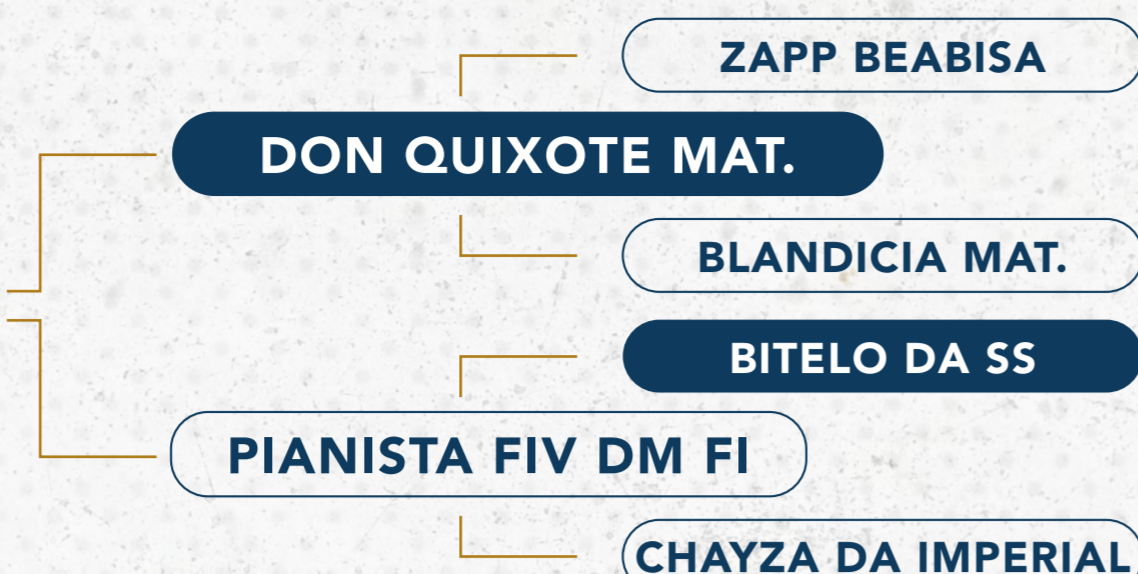 ZAPP BEABISA
DON QUIXOTE MAT.
BLANDICIA MAT.
BITELO DA SS
PIANISTA FIV DM FI
CHAYZA DA IMPERIAL